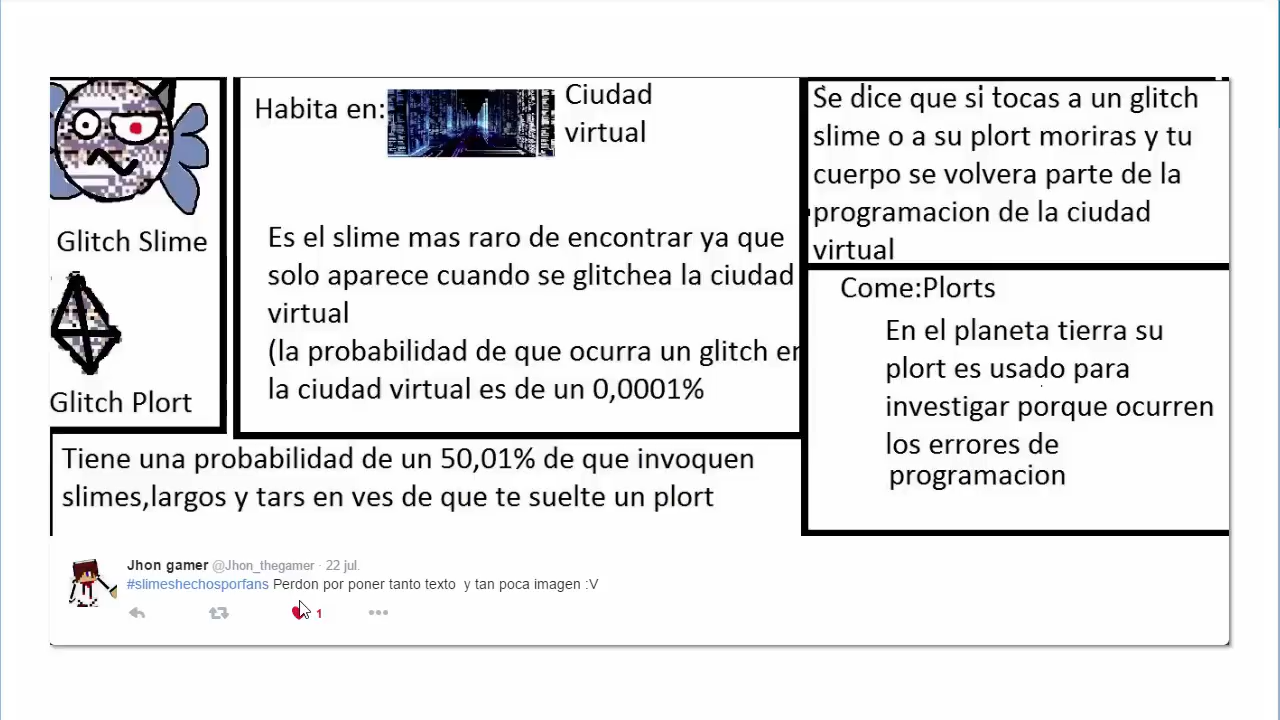 Glitch Slime
Glitch Plort
Habita en:
Ciudad
virtual
Es el slime mas raro de encontrar ya que
solo aparece cuando se glitchea la ciudad
virtual
(la probabilidad de que ocurra un glitch en
la ciudad virtual es de un 0,0001%
Se dice que si tocas a un glitch
slime o a su plort moriras y tu
cuerpo se volvera parte de la
programacion de la ciudad
virtual
Come:Plorts
En el planeta tierra su
plort es usado para
investigar porque ocurren
los errores de
programacion
Tiene una probabilidad de un 50,01% de que invoquen
slimes,largos y tars en ves de que te suelte un plort
Jhon gamer @Jhon_thegamer · 22 jul.
#slimeshechosporfans Perdon por poner tanto texto y tan poca imagen :V
1